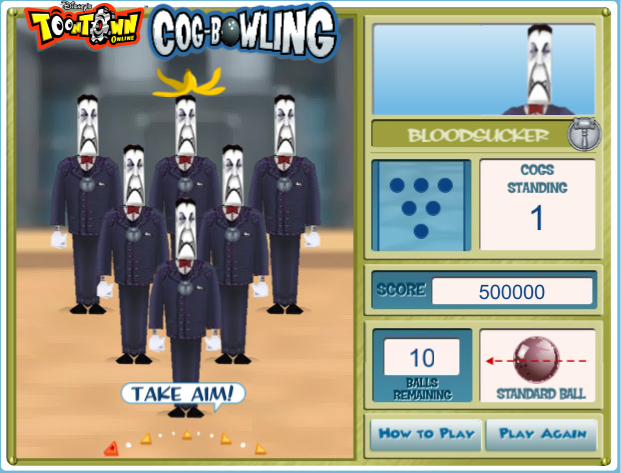 Disney's
TOONTOWN
ONLINE
COG-BOWLING
BLOODSUCKER
COGS
STANDING
1
SCORE 500000
10
BALLS
REMAINING
STANDARD BALL
TAKE AIM!
HOW TO PLAY
PLAY AGAIN